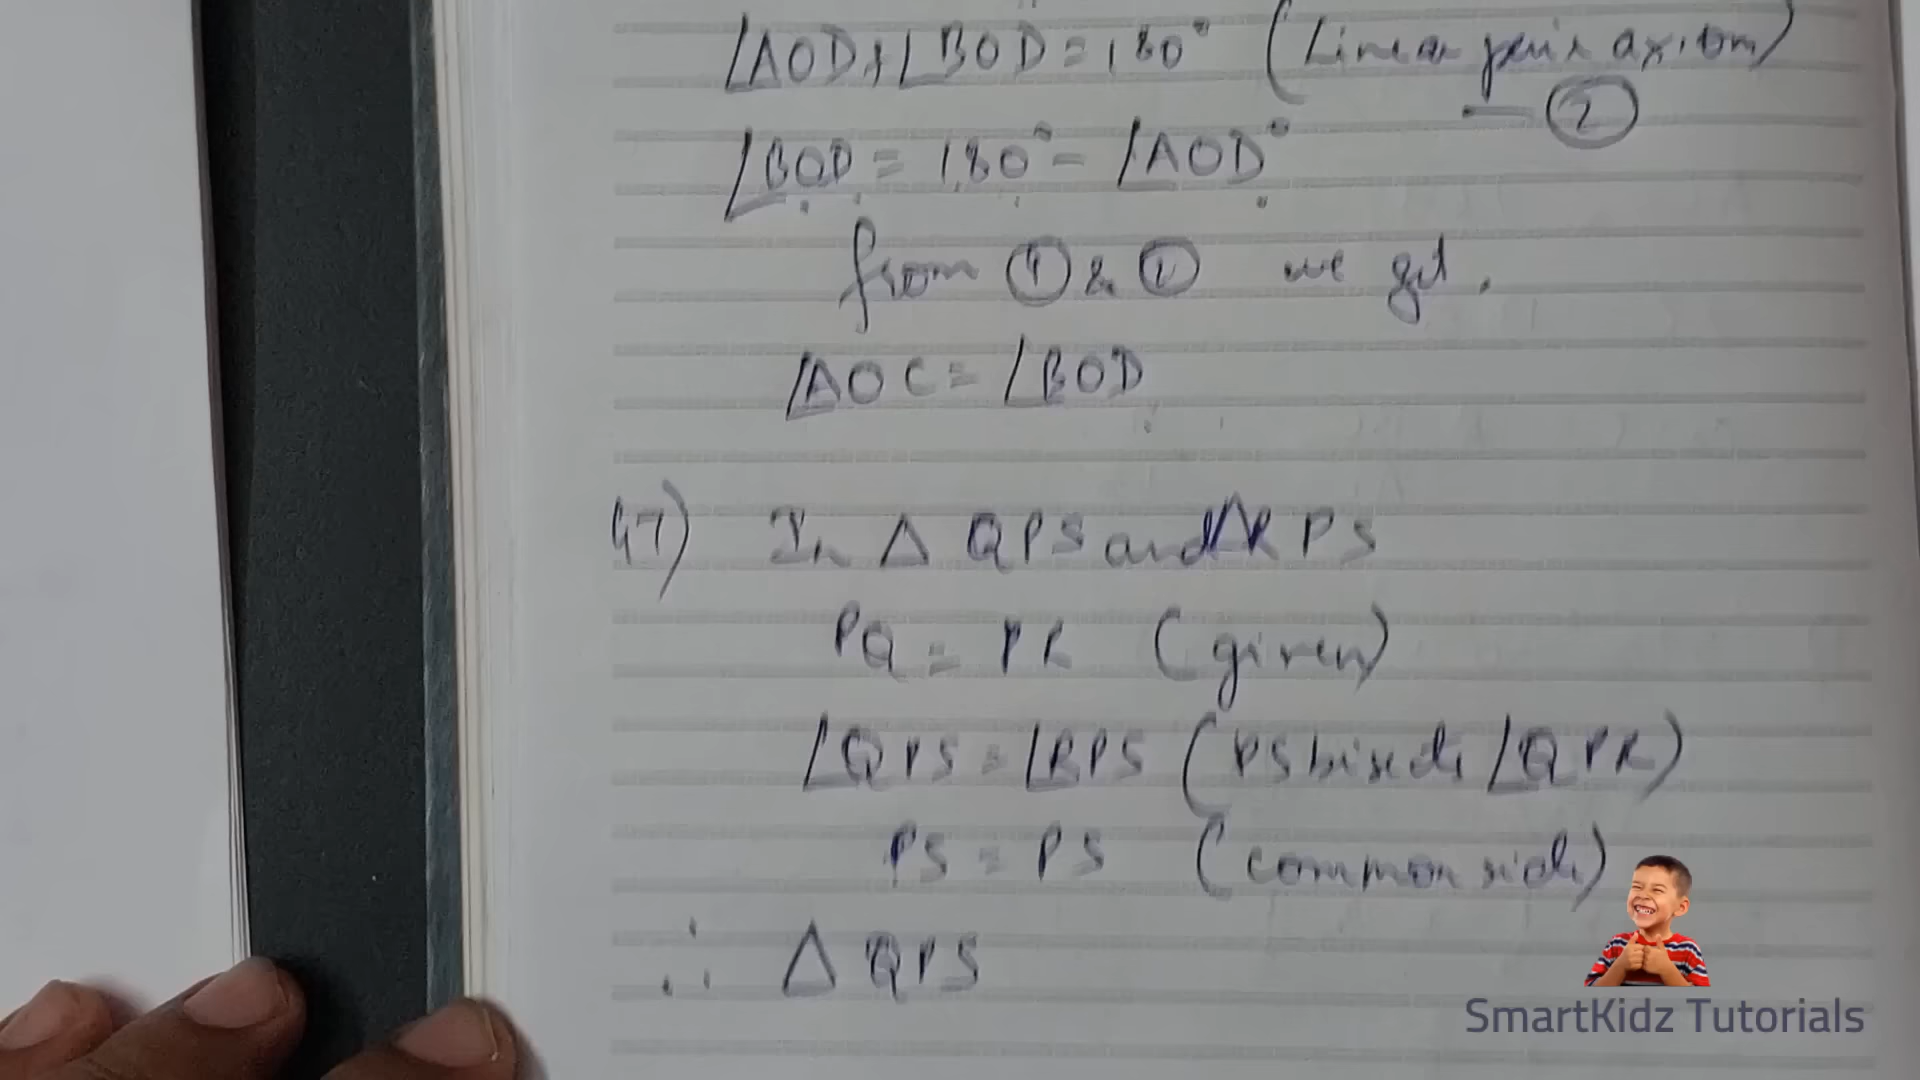 ∠AOD+∠BOD=180° (Linear pair axiom)
— ②
∠BOD = 180° - ∠AOD°
from ① & ② we get.
∠AOC = ∠BOD
47) In Δ QPS and Δ RPS
PQ = PR (given)
∠QPS = ∠RPS (PS bisects ∠QPR)
PS = PS (common side)
∴ Δ QPS
SmartKidz Tutorials